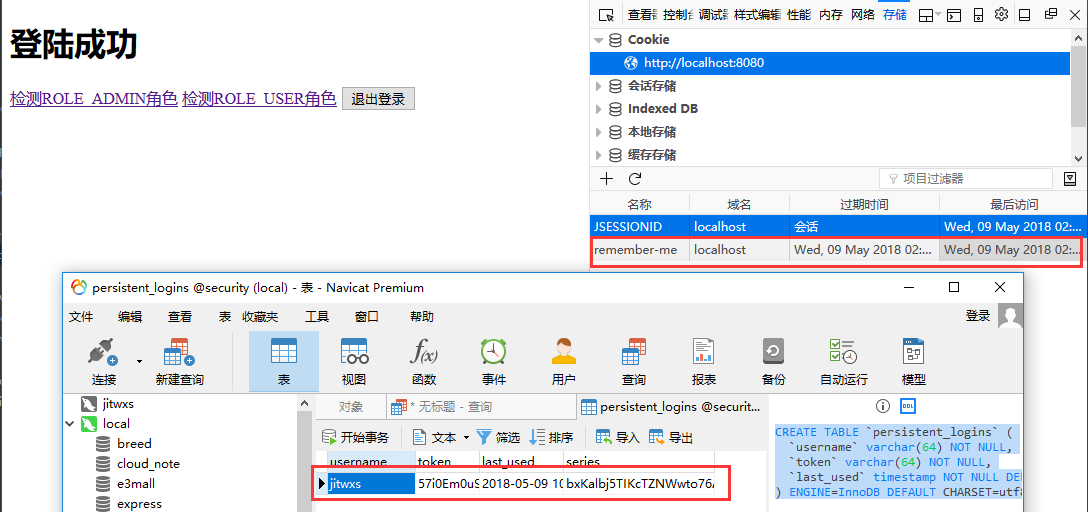 登陆成功
检测ROLE_ADMIN角色 检测ROLE_USER角色 退出登录
控制台 调试器 样式编辑 性能 内存 网络 存储
Cookie
http://localhost:8080
会话存储
Indexed DB
本地存储
缓存存储
项目过滤器
名称 域名 过期时间 最后访问
JSESSIONID localhost 会话 Wed, 09 May 2018 02:...
remember-me localhost Wed, 09 May 2018 02:... Wed, 09 May 2018 02:...
persistent_logins @security (local) - 表 - Navicat Premium
文件 编辑 查看 表 收藏夹 工具 窗口 帮助 登录
f(x)
连接 新建查询 表 视图 函数 事件 用户 查询 报表 备份 自动运行 模型
jitwxs
local
breed
cloud_note
e3mall
express
对象 * 无标题 - 查询 persistent_logins @securit...
DDL
开始事务 文本 筛选 排序 导入 导出
username token last_used series
jitwxs 57i0Em0uS 2018-05-09 10 bxKalbj5TIKcTZNWwto76
CREATE TABLE `persistent_logins` (
`username` varchar(64) NOT NULL,
`token` varchar(64) NOT NULL,
`last_used` timestamp NOT NULL DE
) ENGINE=InnoDB DEFAULT CHARSET=utf8